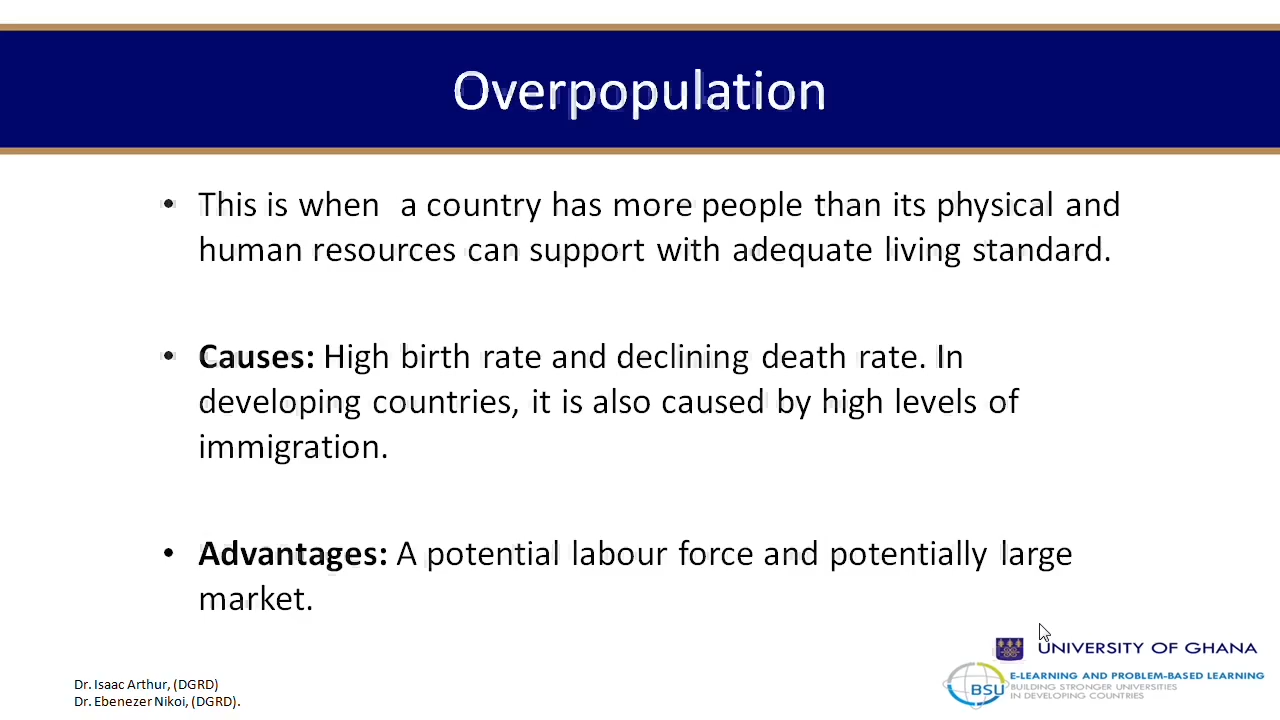 Overpopulation
• This is when a country has more people than its physical and
human resources can support with adequate living standard.
• Causes: High birth rate and declining death rate. In
developing countries, it is also caused by high levels of
immigration.
• Advantages: A potential labour force and potentially large
market.
UNIVERSITY OF GHANA
BSU
E-LEARNING AND PROBLEM-BASED LEARNING
BUILDING STRONGER UNIVERSITIES
IN DEVELOPING COUNTRIES
Dr. Isaac Arthur, (DGRD)
Dr. Ebenezer Nikoi, (DGRD).